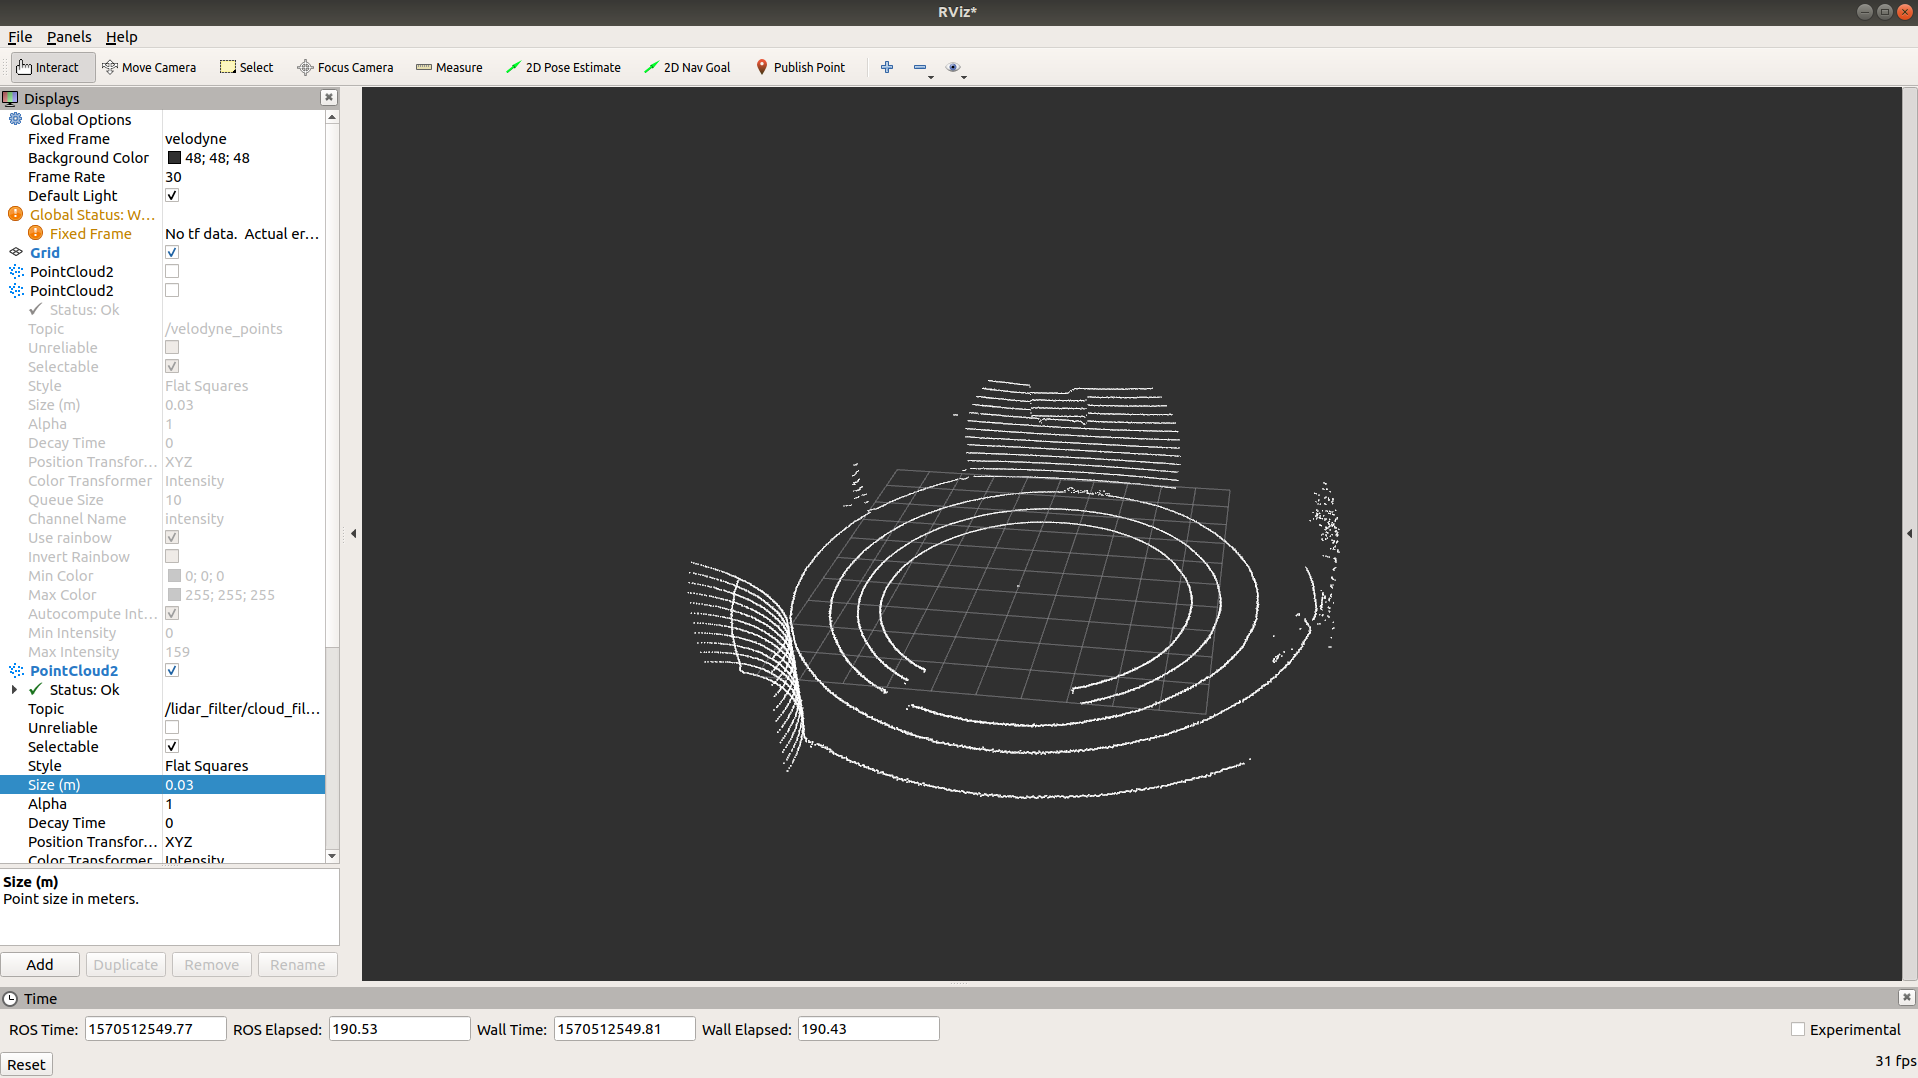 RViz*
File Panels Help
Interact Move Camera Select Focus Camera Measure 2D Pose Estimate 2D Nav Goal Publish Point
Displays
Global Options
Fixed Frame velodyne
Background Color 48; 48; 48
Frame Rate 30
Default Light
Global Status: W...
Fixed Frame No tf data. Actual er...
Grid
PointCloud2
PointCloud2
Status: Ok
Topic /velodyne_points
Unreliable
Selectable
Style Flat Squares
Size (m) 0.03
Alpha 1
Decay Time 0
Position Transfor... XYZ
Color Transformer Intensity
Queue Size 10
Channel Name intensity
Use rainbow
Invert Rainbow
Min Color 0; 0; 0
Max Color 255; 255; 255
Autocompute Int...
Min Intensity 0
Max Intensity 159
PointCloud2
Status: Ok
Topic /lidar_filter/cloud_fil...
Unreliable
Selectable
Style Flat Squares
Size (m) 0.03
Alpha 1
Decay Time 0
Position Transfor... XYZ
Color Transformer Intensity
Size (m)
Point size in meters.
Add Duplicate Remove Rename
Time
ROS Time: 1570512549.77 ROS Elapsed: 190.53 Wall Time: 1570512549.81 Wall Elapsed: 190.43 Experimental
Reset 31 fps